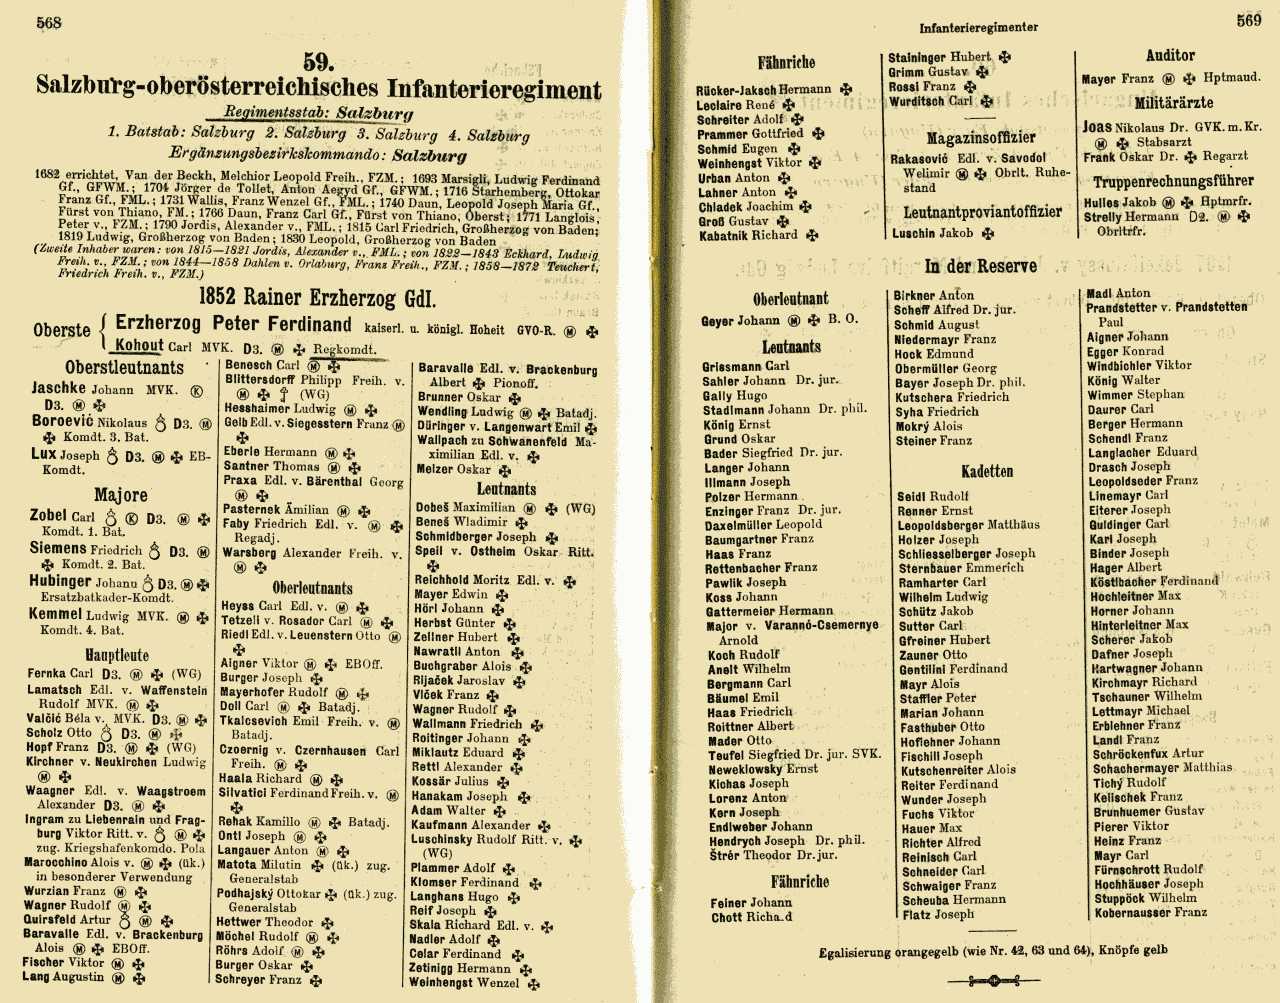 568
59.
Salzburg-oberösterreichisches Infanterieregiment
Regimentsstab: Salzburg
1. Batstab: Salzburg 2. Salzburg 3. Salzburg 4. Salzburg
Ergänzungsbezirkskommando: Salzburg
1682 errichtet, Van der Beckh, Melchior Leopold Freih., FZM.; 1693 Marsigli, Ludwig Ferdinand
Gf., GFWM.; 1704 Jörger de Tollet, Anton Aegyd Gf., GFWM.; 1716 Starhemberg, Ottokar
Franz Gf., FML.; 1731 Wallis, Franz Wenzel Gf., FML.; 1740 Daun, Leopold Joseph Maria Gf.,
Fürst von Thiano, FM.; 1766 Daun, Franz Carl Gf., Fürst von Thiano, Oberst; 1771 Langlois,
Peter v., FZM.; 1790 Jordis, Alexander v., FML.; 1815 Carl Friedrich, Großherzog von Baden;
1819 Ludwig, Großherzog von Baden; 1830 Leopold, Großherzog von Baden
(Zweite Inhaber waren: von 1815—1821 Jordis, Alexander v., FML.; von 1822—1843 Eckhard, Ludwig
Freih. v., FZM.; von 1844—1858 Dahlen v. Orlaburg, Franz Freih., FZM.; 1858—1872 Teuchert,
Friedrich Freih. v., FZM.)
1852 Rainer Erzherzog GdI.
Oberste { Erzherzog Peter Ferdinand kaiserl. u. königl. Hoheit GVO-R. Ⓜ ✠
Kohout Carl MVK. D3. Ⓜ ✠ Regkomdt.
Oberstleutnants
Jaschke Johann MVK. Ⓚ
D3. Ⓜ ✠
Boroević Nikolaus D3. Ⓜ
✠ Komdt. 3. Bat.
Lux Joseph D3. Ⓜ ✠ EB-
Komdt.
Majore
Zobel Carl Ⓚ D3. Ⓜ ✠
Komdt. 1. Bat.
Siemens Friedrich D3. Ⓜ
✠ Komdt. 2. Bat.
Hubinger Johann D3. Ⓜ ✠
Ersatzbatkader-Komdt.
Kemmel Ludwig MVK. Ⓜ ✠
Komdt. 4. Bat.
Hauptleute
Fernka Carl D3. Ⓜ ✠ (WG)
Lamatsch Edl. v. Waffenstein
Rudolf MVK. Ⓜ ✠
Valčić Béla v. MVK. D3. Ⓜ ✠
Scholz Otto D3. Ⓜ ✠
Hopf Franz D3. Ⓜ ✠ (WG)
Kirchner v. Neukirchen Ludwig
Ⓜ ✠
Waagner Edl. v. Waagstroem
Alexander D3. Ⓜ ✠
Ingram zu Liebenrain und Frag-
burg Viktor Ritt. v. Ⓜ ✠
zug. Kriegshafenkomdo. Pola
Marocchino Alois v. Ⓜ ✠ (ük.)
in besonderer Verwendung
Wurzian Franz Ⓜ ✠
Wagner Rudolf Ⓜ ✠
Quirsfeld Artur Ⓜ ✠
Baravalle Edl. v. Brackenburg
Alois Ⓜ ✠ EBOff.
Fischer Viktor Ⓜ ✠
Lang Augustin Ⓜ ✠
Benesch Carl Ⓜ ✠
Blittersdorff Philipp Freih. v.
Ⓜ ✠ (WG)
Hesshaimer Ludwig Ⓜ ✠
Gelb Edl. v. Siegesstern Franz Ⓜ
✠
Eberle Hermann Ⓜ ✠
Santner Thomas Ⓜ ✠
Praxa Edl. v. Bärenthal Georg
Ⓜ ✠
Pasternek Ämilian Ⓜ ✠
Faby Friedrich Edl. v. Ⓜ ✠
Regadj.
Warsberg Alexander Freih. v.
Ⓜ ✠
Oberleutnants
Heyss Carl Edl. v. Ⓜ ✠
Tetzeli v. Rosador Carl Ⓜ ✠
Riedl Edl. v. Leuenstern Otto Ⓜ
✠
Aigner Viktor Ⓜ ✠ EBOff.
Burger Joseph ✠
Mayerhofer Rudolf Ⓜ ✠
Doll Carl Ⓜ ✠ Batadj.
Tkalcsevich Emil Freih. v. Ⓜ
Batadj.
Czoernig v. Czernhausen Carl
Freih. Ⓜ ✠
Haala Richard Ⓜ ✠
Silvatici Ferdinand Freih. v. Ⓜ
✠
Rehak Kamillo Ⓜ ✠ Batadj.
Ontl Joseph Ⓜ ✠
Langauer Anton Ⓜ ✠
Matota Milutin ✠ (ük.) zug.
Generalstab
Podhajský Ottokar ✠ (ük.) zug.
Generalstab
Hettwer Theodor ✠
Möchel Rudolf Ⓜ ✠
Röhrs Adolf Ⓜ ✠
Burger Oskar ✠
Schreyer Franz ✠
Baravalle Edl. v. Brackenburg
Albert ✠ Pionoff.
Brunner Oskar ✠
Wendling Ludwig Ⓜ ✠ Batadj.
Düringer v. Langenwart Emil ✠
Wallpach zu Schwanenfeld Ma-
ximilian Edl. v. ✠
Melzer Oskar ✠
Leutnants
Dobeš Maximilian Ⓜ ✠ (WG)
Beneš Wladimir ✠
Schmidberger Joseph ✠
Speil v. Ostheim Oskar Ritt.
✠
Reichhold Moritz Edl. v. ✠
Mayer Edwin ✠
Hörl Johann ✠
Herbst Günter ✠
Zellner Hubert ✠
Nawratil Anton ✠
Buchgraber Alois ✠
Rijaček Jaroslav ✠
Vlček Franz ✠
Wagner Rudolf ✠
Wallmann Friedrich ✠
Roitinger Johann ✠
Miklautz Eduard ✠
Rettl Alexander ✠
Kossár Julius ✠
Hanakam Joseph ✠
Adam Walter ✠
Kaufmann Alexander ✠
Luschinsky Rudolf Ritt. v. ✠
(WG)
Plammer Adolf ✠
Klomser Ferdinand ✠
Langhans Hugo ✠
Reif Joseph ✠
Skala Richard Edl. v. ✠
Nadler Adolf ✠
Celar Ferdinand ✠
Zetinigg Hermann ✠
Weinhengst Wenzel ✠
Infanterieregimenter
569
Fähnriche
Rücker-Jaksch Hermann ✠
Leclaire René ✠
Schreiter Adolf ✠
Prammer Gottfried ✠
Schmid Eugen ✠
Weinhengst Viktor ✠
Urban Anton ✠
Lahner Anton ✠
Chladek Joachim ✠
Groß Gustav ✠
Kabatnik Richard ✠
Staininger Hubert ✠
Grimm Gustav ✠
Rossi Franz ✠
Wurditsch Carl ✠
Magazinsoffizier
Rakasović Edl. v. Savodol
Welimir Ⓜ ✠ Obrlt. Ruhe-
stand
Leutnantproviantoffizier
Luschin Jakob ✠
Auditor
Mayer Franz Ⓜ ✠ Hptmaud.
Militärärzte
Joas Nikolaus Dr. GVK. m. Kr.
Ⓜ ✠ Stabsarzt
Frank Oskar Dr. ✠ Regarzt
Truppenrechnungsführer
Hulles Jakob Ⓜ ✠ Hptmrfr.
Strelly Hermann D2. Ⓜ ✠
Obrltrfr.
In der Reserve
Oberleutnant
Geyer Johann Ⓜ ✠ B. O.
Leutnants
Grissmann Carl
Sahler Johann Dr. jur.
Gally Hugo
Stadlmann Johann Dr. phil.
König Ernst
Grund Oskar
Bader Siegfried Dr. jur.
Langer Johann
Illmann Joseph
Polzer Hermann
Enzinger Franz Dr. jur.
Daxelmüller Leopold
Baumgartner Franz
Haas Franz
Rettenbacher Franz
Pawlik Joseph
Koss Johann
Gattermeier Hermann
Major v. Varannó-Csemernye
Arnold
Koch Rudolf
Anelt Wilhelm
Bergmann Carl
Bäumel Emil
Haas Friedrich
Roittner Albert
Mader Otto
Teufel Siegfried Dr. jur. SVK.
Neweklowsky Ernst
Kichas Joseph
Lorenz Anton
Kern Joseph
Endlweber Johann
Hendrych Joseph Dr. phil.
Štrér Theodor Dr. jur.
Fähnriche
Feiner Johann
Chott Richa.d
Birkner Anton
Scheff Alfred Dr. jur.
Schmid August
Niedermayr Franz
Hock Edmund
Obermüller Georg
Bayer Joseph Dr. phil.
Kutschera Friedrich
Syha Friedrich
Mokrý Alois
Steiner Franz
Kadetten
Seidl Rudolf
Renner Ernst
Leopoldsberger Matthäus
Holzer Joseph
Schliesselberger Joseph
Sternbauer Emmerich
Ramharter Carl
Wilhelm Ludwig
Schütz Jakob
Sutter Carl
Gfreiner Hubert
Zauner Otto
Gentilini Ferdinand
Mayr Alois
Staffler Peter
Marian Johann
Fasthuber Otto
Hoflehner Johann
Fischill Joseph
Kutschenreiter Alois
Reiter Ferdinand
Wunder Joseph
Fuchs Viktor
Hauer Max
Richter Alfred
Reinisch Carl
Schneider Carl
Schwaiger Franz
Scheuba Hermann
Flatz Joseph
Madl Anton
Prandstetter v. Prandstetten
Paul
Aigner Johann
Egger Konrad
Windbichler Viktor
König Walter
Wimmer Stephan
Daurer Carl
Berger Hermann
Schendl Franz
Langlacher Eduard
Drasch Joseph
Leopoldseder Franz
Linemayr Carl
Eiterer Joseph
Guldinger Carl
Karl Joseph
Binder Joseph
Hager Albert
Köstlbacher Ferdinand
Hochleitner Max
Horner Johann
Hinterleitner Max
Scherer Jakob
Dafner Joseph
Hartwagner Johann
Kirchmayr Richard
Tschauner Wilhelm
Lettmayr Michael
Erblehner Franz
Landl Franz
Schröckenfux Artur
Schachermayer Matthias
Tichý Rudolf
Kelischek Franz
Brunhuemer Gustav
Pierer Viktor
Heinz Franz
Mayr Carl
Fürnschrott Rudolf
Hochhäuser Joseph
Stuppöck Wilhelm
Kobernausser Franz
Egalisierung orangegelb (wie Nr. 42, 63 und 64), Knöpfe gelb